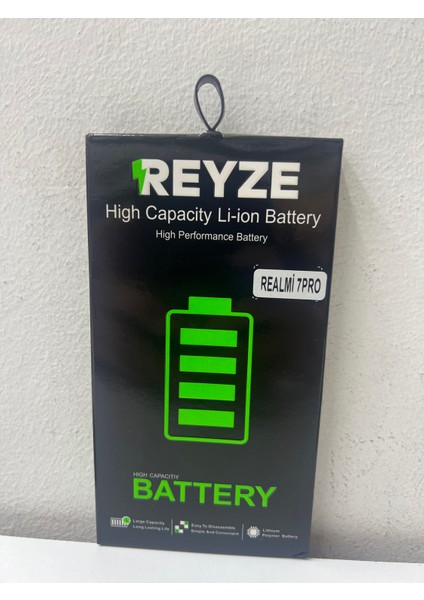 REYZE
High Capacity Li-ion Battery
High Performance Battery
REALMİ 7PRO
HIGH CAPACITIY
BATTERY
Large Capacity
Long Lasting Life
Easy To Disassemble
Simple And Convenient
Lithium
Polymer Battery